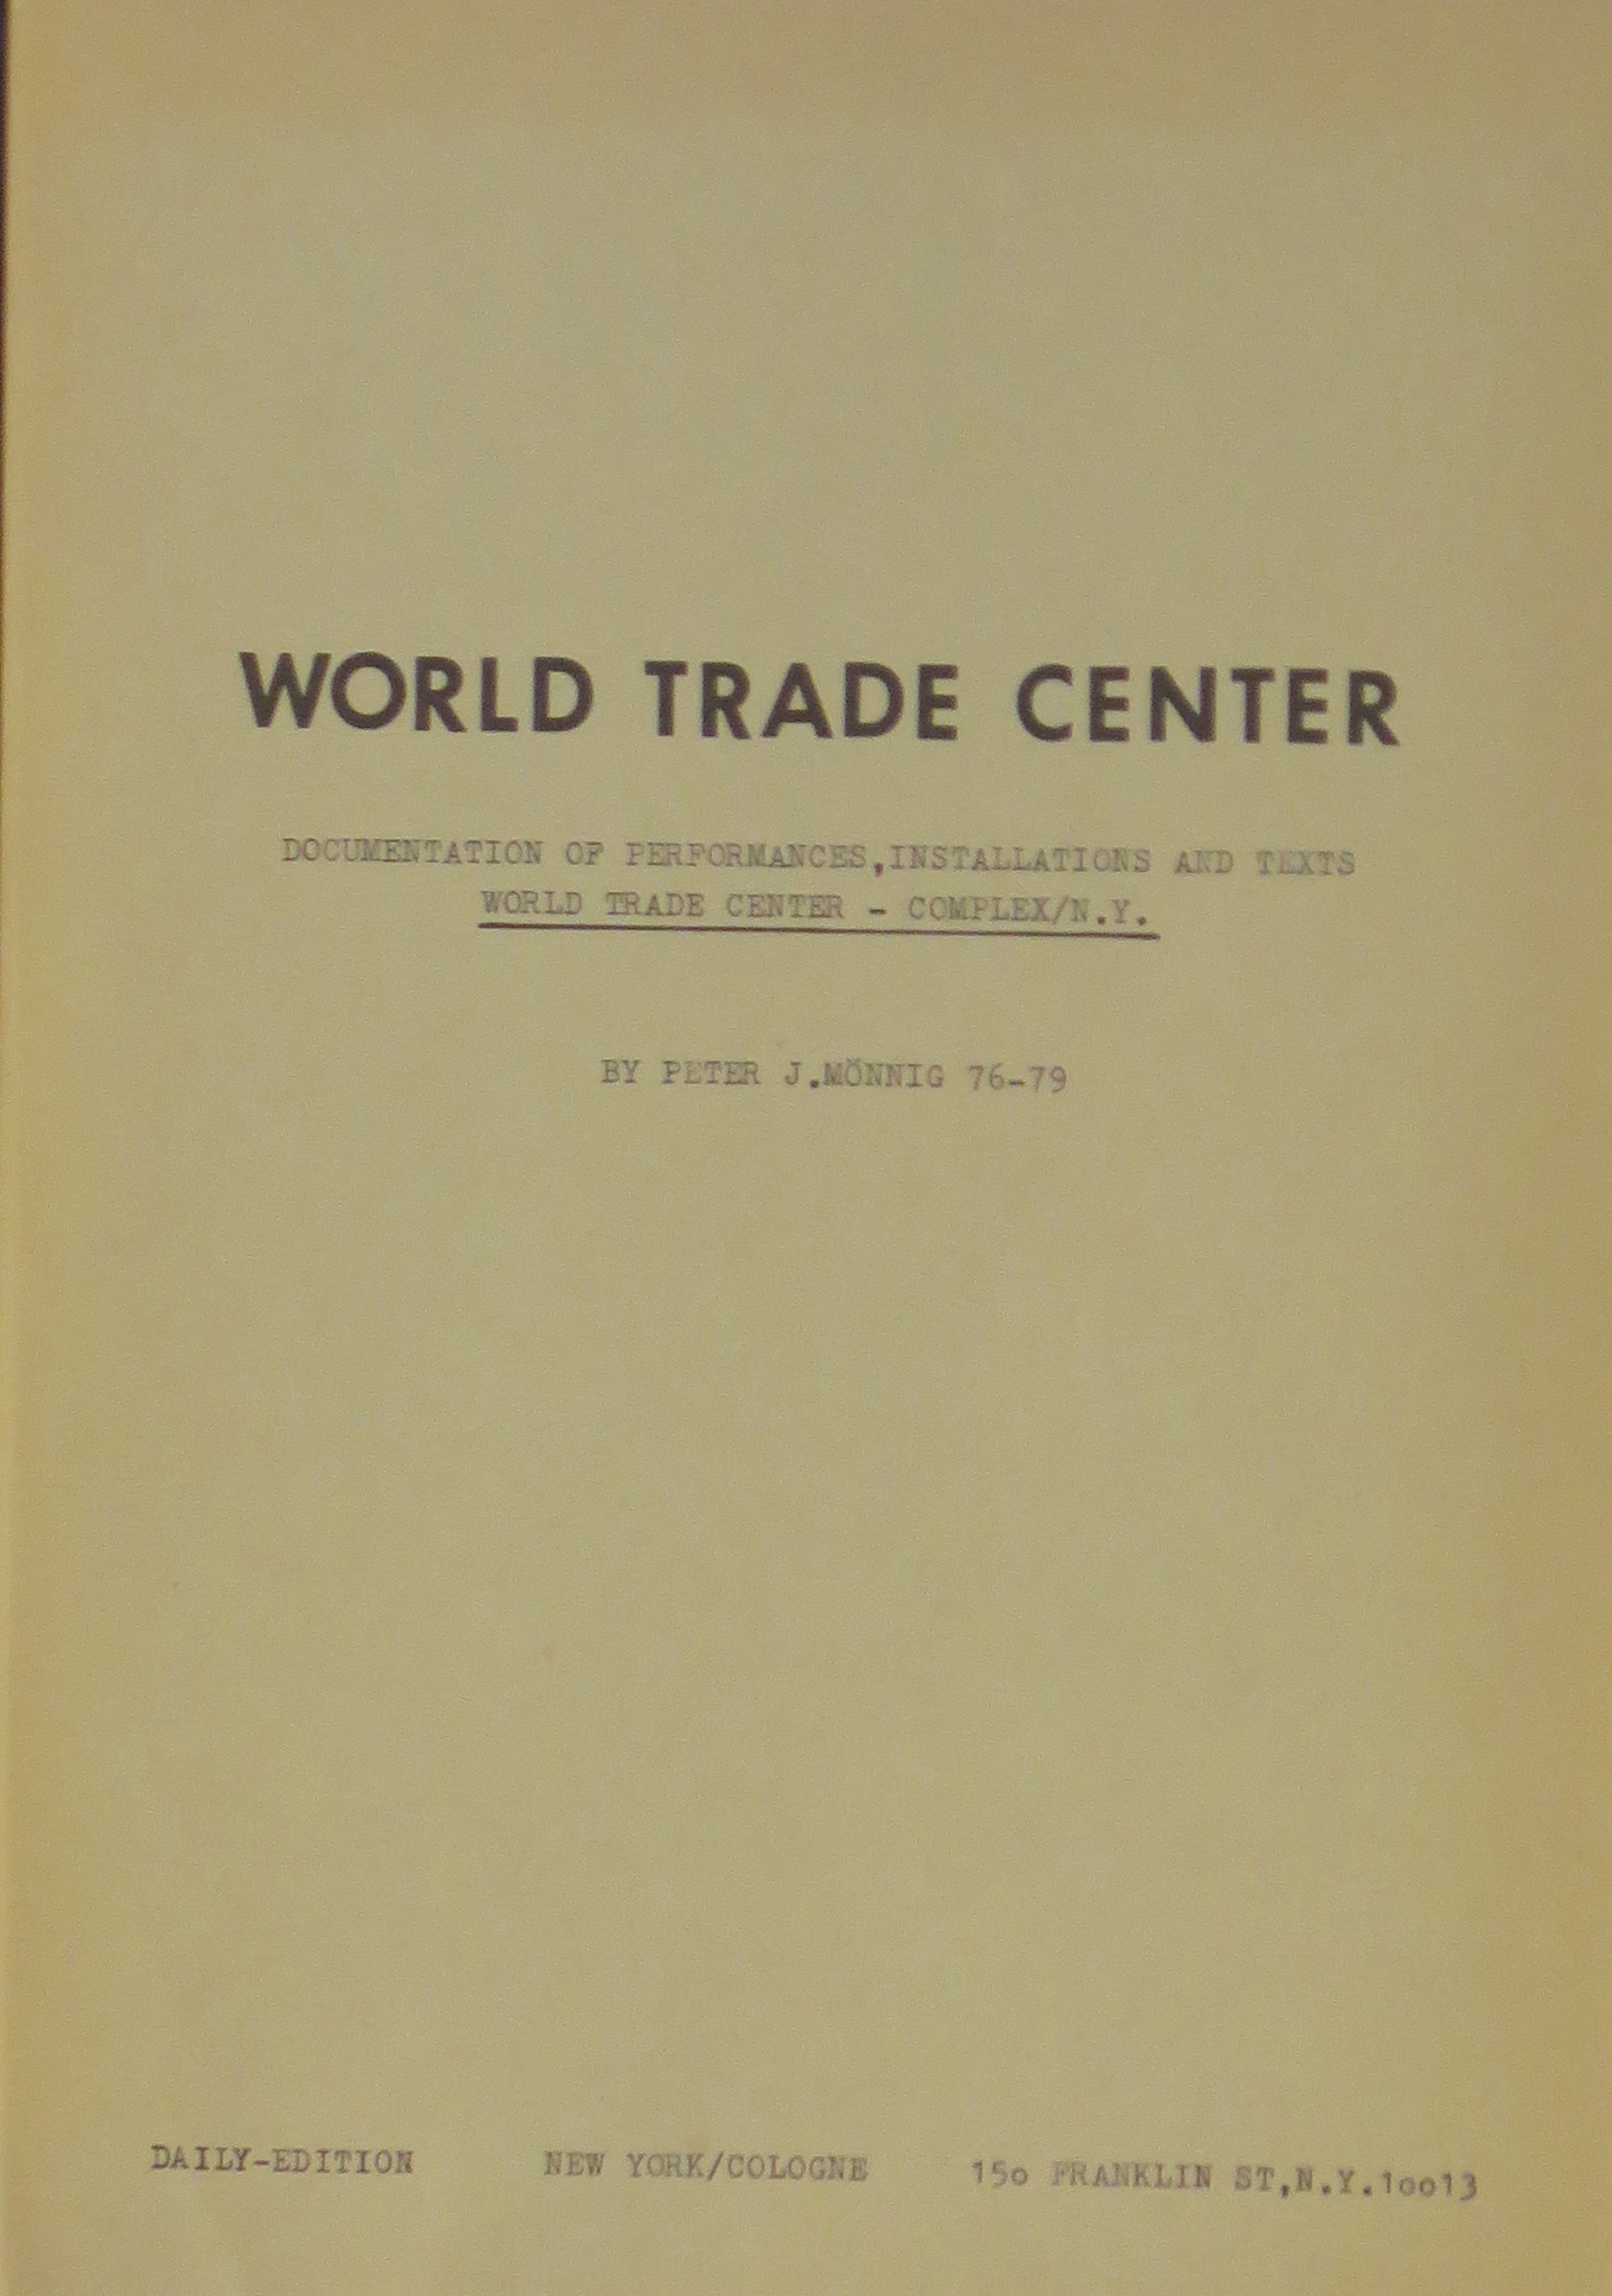 WORLD TRADE CENTER
DOCUMENTATION OF PERFORMANCES,INSTALLATIONS AND TEXTS
WORLD TRADE CENTER - COMPLEX/N.Y.
BY PETER J.MÖNNIG 76-79
DAILY-EDITION NEW YORK/COLOGNE 15o FRANKLIN ST,N.Y.1oo13